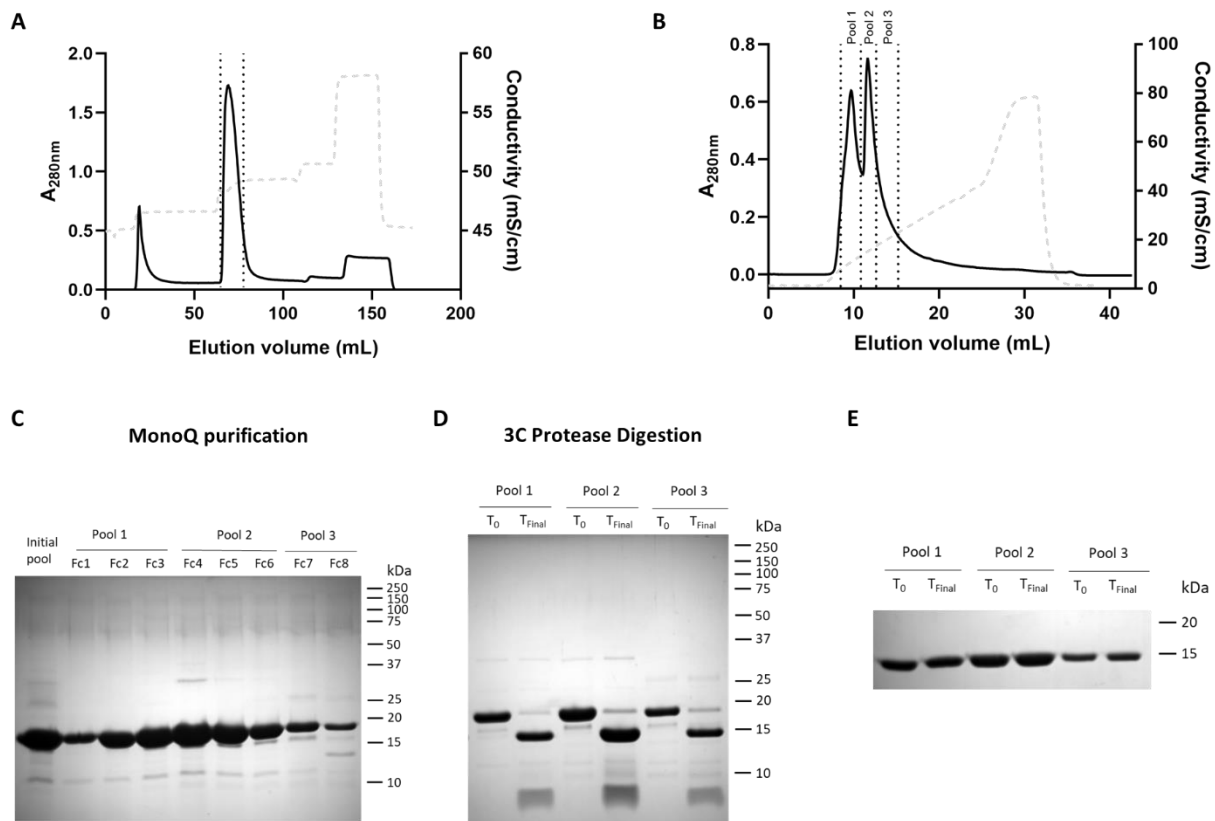 A
2.0
1.5
1.0
0.5
0.0
A280nm
60
57
55
52
50
47
45
Conductivity (mS/cm)
0
50
100
150
200
Elution volume (mL)
B
Pool 1
Pool 2
Pool 3
0.8
0.6
0.4
0.2
0.0
A280nm
100
80
60
40
20
0
Conductivity (mS/cm)
0
10
20
30
40
Elution volume (mL)
C
MonoQ purification
Initial pool
Pool 1 Pool 2 Pool 3
Fc1 Fc2 Fc3 Fc4 Fc5 Fc6 Fc7 Fc8
kDa
250
150
100
75
50
37
25
20
15
10
D
3C Protease Digestion
Pool 1 Pool 2 Pool 3
T0 TFinal T0 TFinal T0 TFinal
kDa
250
150
100
75
50
37
25
20
15
10
E
Pool 1 Pool 2 Pool 3
T0 TFinal T0 TFinal T0 TFinal
kDa
20
15